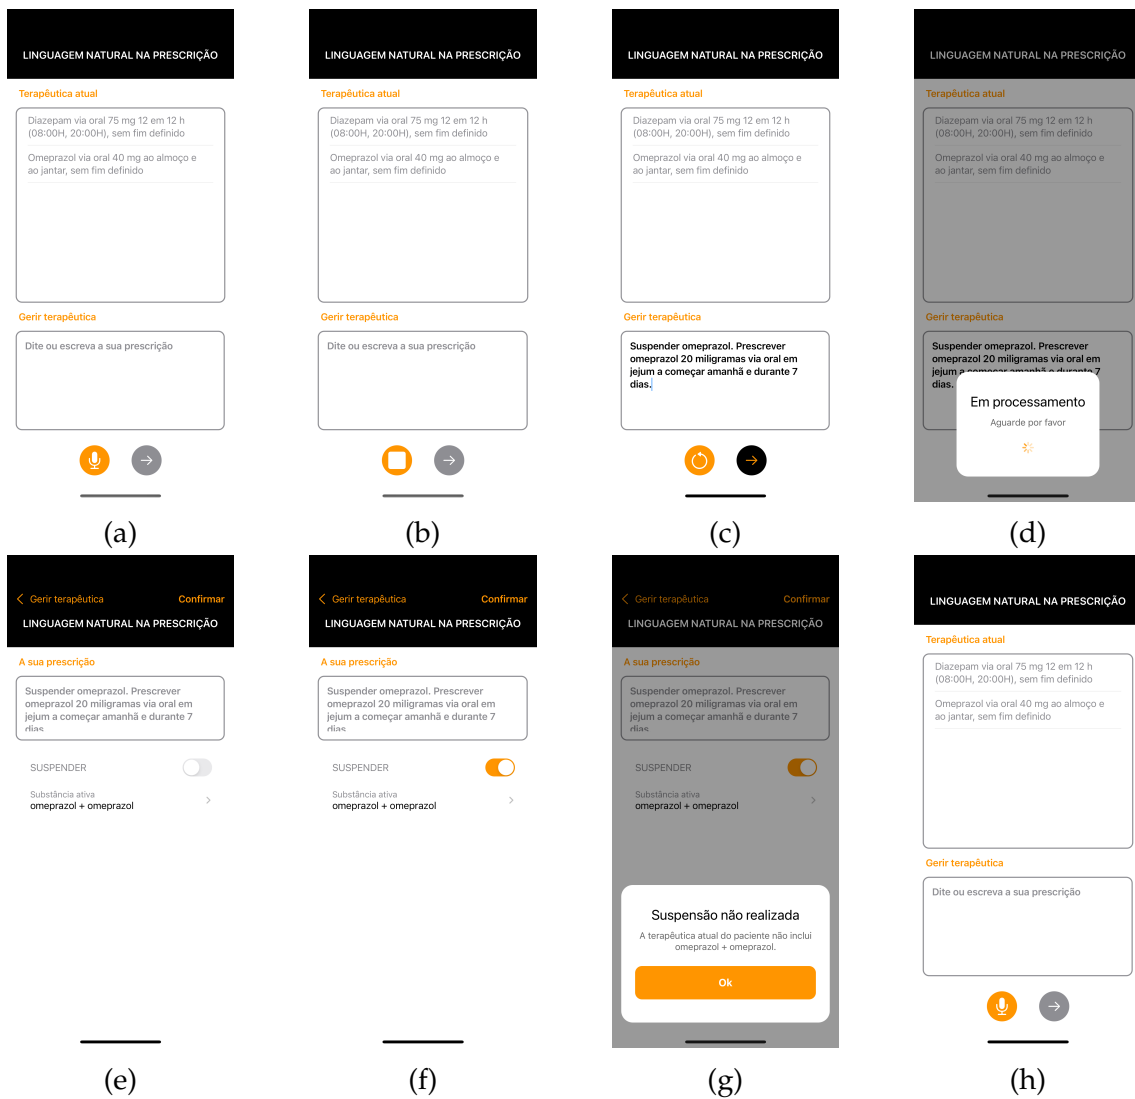 LINGUAGEM NATURAL NA PRESCRIÇÃO
Terapêutica atual
Diazepam via oral 75 mg 12 em 12 h
(08:00H, 20:00H), sem fim definido
Omeprazol via oral 40 mg ao almoço e
ao jantar, sem fim definido
Gerir terapêutica
Dite ou escreva a sua prescrição
(a)
LINGUAGEM NATURAL NA PRESCRIÇÃO
Terapêutica atual
Diazepam via oral 75 mg 12 em 12 h
(08:00H, 20:00H), sem fim definido
Omeprazol via oral 40 mg ao almoço e
ao jantar, sem fim definido
Gerir terapêutica
Dite ou escreva a sua prescrição
(b)
LINGUAGEM NATURAL NA PRESCRIÇÃO
Terapêutica atual
Diazepam via oral 75 mg 12 em 12 h
(08:00H, 20:00H), sem fim definido
Omeprazol via oral 40 mg ao almoço e
ao jantar, sem fim definido
Gerir terapêutica
Suspender omeprazol. Prescrever
omeprazol 20 miligramas via oral em
jejum a começar amanhã e durante 7
dias.
(c)
LINGUAGEM NATURAL NA PRESCRIÇÃO
Terapêutica atual
Diazepam via oral 75 mg 12 em 12 h
(08:00H, 20:00H), sem fim definido
Omeprazol via oral 40 mg ao almoço e
ao jantar, sem fim definido
Gerir terapêutica
Suspender omeprazol. Prescrever
omeprazol 20 miligramas via oral em
jejum a começar amanhã e durante 7
dias.
Em processamento
Aguarde por favor
(d)
Gerir terapêutica Confirmar
LINGUAGEM NATURAL NA PRESCRIÇÃO
A sua prescrição
Suspender omeprazol. Prescrever
omeprazol 20 miligramas via oral em
jejum a começar amanhã e durante 7
dias
SUSPENDER
Substância ativa
omeprazol + omeprazol
(e)
Gerir terapêutica Confirmar
LINGUAGEM NATURAL NA PRESCRIÇÃO
A sua prescrição
Suspender omeprazol. Prescrever
omeprazol 20 miligramas via oral em
jejum a começar amanhã e durante 7
dias
SUSPENDER
Substância ativa
omeprazol + omeprazol
(f)
Gerir terapêutica Confirmar
LINGUAGEM NATURAL NA PRESCRIÇÃO
A sua prescrição
Suspender omeprazol. Prescrever
omeprazol 20 miligramas via oral em
jejum a começar amanhã e durante 7
dias
SUSPENDER
Substância ativa
omeprazol + omeprazol
Suspensão não realizada
A terapêutica atual do paciente não inclui
omeprazol + omeprazol.
Ok
(g)
LINGUAGEM NATURAL NA PRESCRIÇÃO
Terapêutica atual
Diazepam via oral 75 mg 12 em 12 h
(08:00H, 20:00H), sem fim definido
Omeprazol via oral 40 mg ao almoço e
ao jantar, sem fim definido
Gerir terapêutica
Dite ou escreva a sua prescrição
(h)